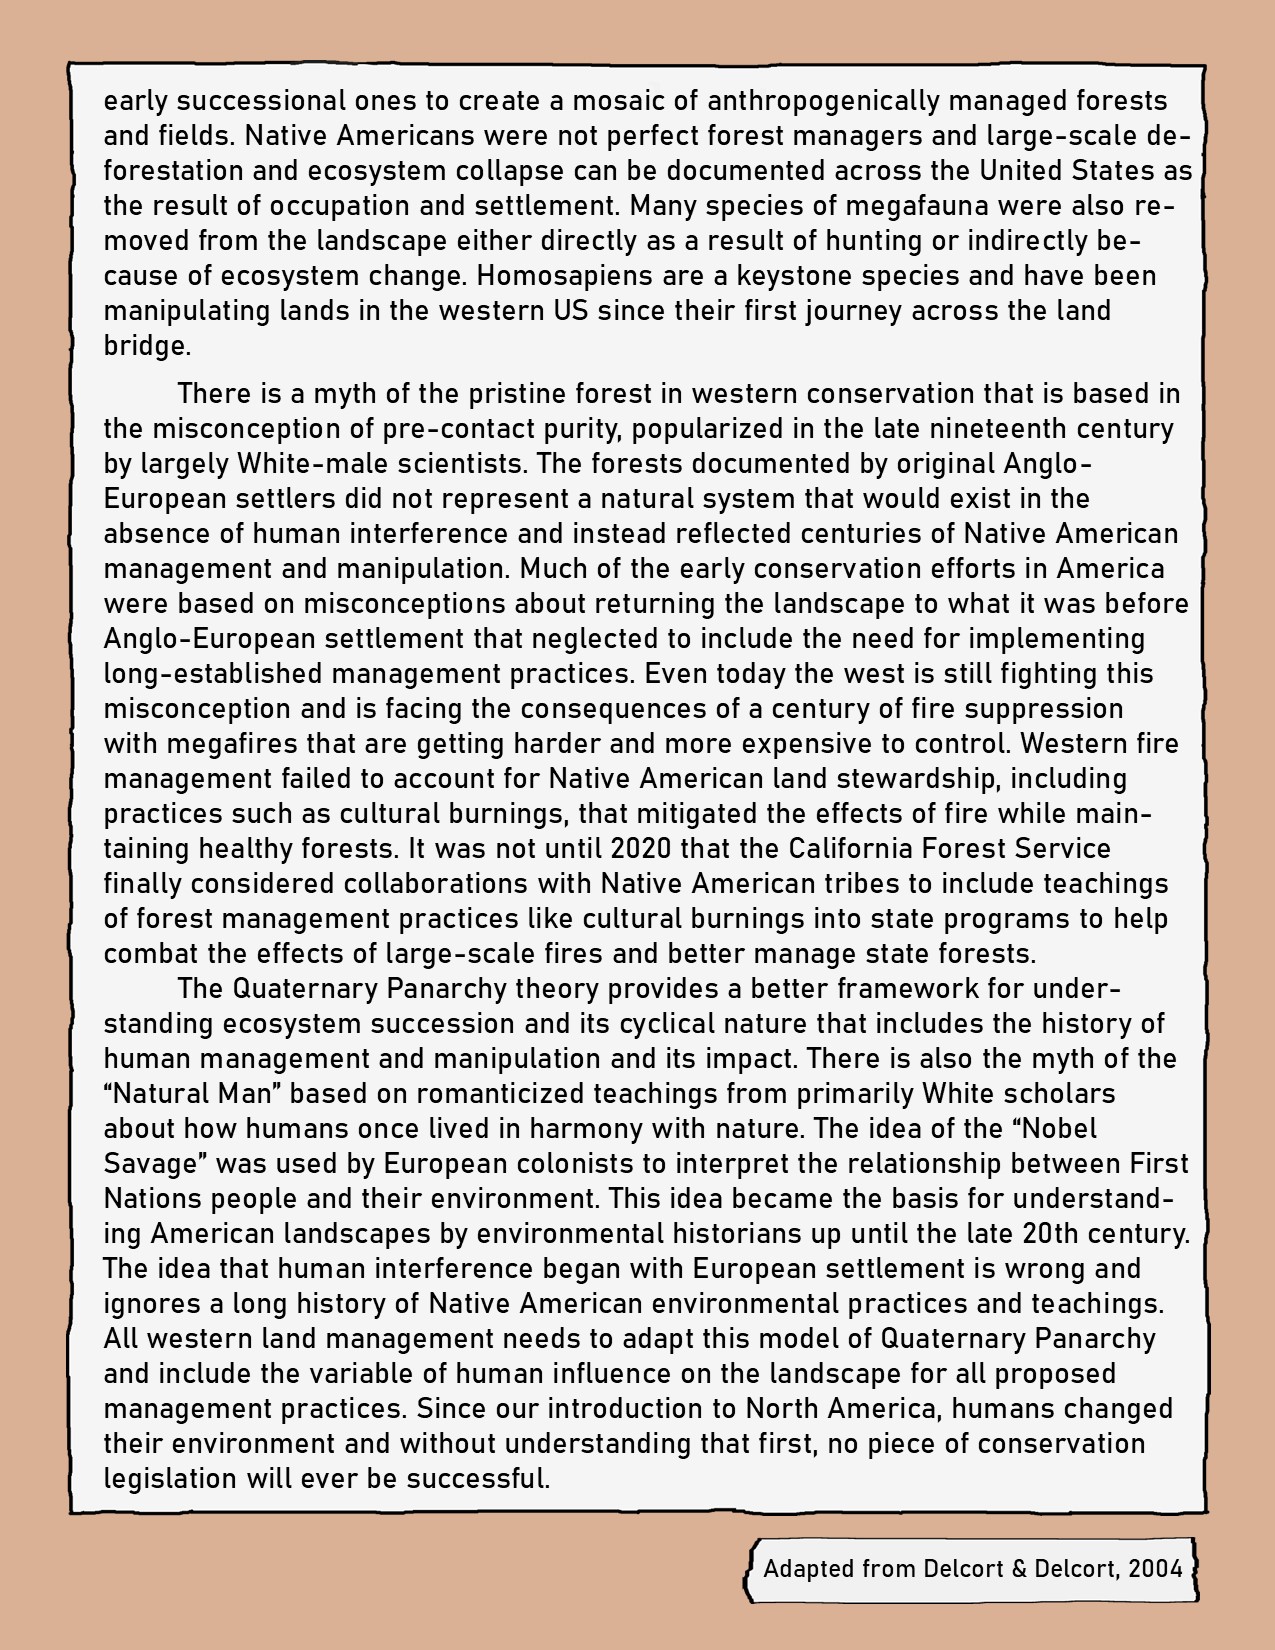 early successional ones to create a mosaic of anthropogenically managed forests
and fields. Native Americans were not perfect forest managers and large-scale de-
forestation and ecosystem collapse can be documented across the United States as
the result of occupation and settlement. Many species of megafauna were also re-
moved from the landscape either directly as a result of hunting or indirectly be-
cause of ecosystem change. Homosapiens are a keystone species and have been
manipulating lands in the western US since their first journey across the land
bridge.
There is a myth of the pristine forest in western conservation that is based in
the misconception of pre-contact purity, popularized in the late nineteenth century
by largely White-male scientists. The forests documented by original Anglo-
European settlers did not represent a natural system that would exist in the
absence of human interference and instead reflected centuries of Native American
management and manipulation. Much of the early conservation efforts in America
were based on misconceptions about returning the landscape to what it was before
Anglo-European settlement that neglected to include the need for implementing
long-established management practices. Even today the west is still fighting this
misconception and is facing the consequences of a century of fire suppression
with megafires that are getting harder and more expensive to control. Western fire
management failed to account for Native American land stewardship, including
practices such as cultural burnings, that mitigated the effects of fire while main-
taining healthy forests. It was not until 2020 that the California Forest Service
finally considered collaborations with Native American tribes to include teachings
of forest management practices like cultural burnings into state programs to help
combat the effects of large-scale fires and better manage state forests.
The Quaternary Panarchy theory provides a better framework for under-
standing ecosystem succession and its cyclical nature that includes the history of
human management and manipulation and its impact. There is also the myth of the
“Natural Man” based on romanticized teachings from primarily White scholars
about how humans once lived in harmony with nature. The idea of the “Nobel
Savage” was used by European colonists to interpret the relationship between First
Nations people and their environment. This idea became the basis for understand-
ing American landscapes by environmental historians up until the late 20th century.
The idea that human interference began with European settlement is wrong and
ignores a long history of Native American environmental practices and teachings.
All western land management needs to adapt this model of Quaternary Panarchy
and include the variable of human influence on the landscape for all proposed
management practices. Since our introduction to North America, humans changed
their environment and without understanding that first, no piece of conservation
legislation will ever be successful.
Adapted from Delcort & Delcort, 2004